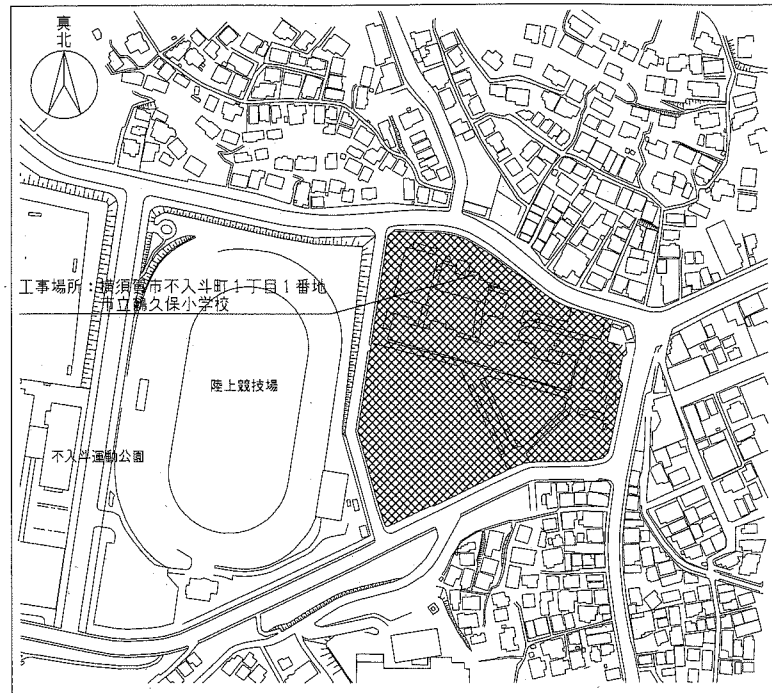 真北
工事場所:横須賀市不入斗町1丁目1番地
市立鶴久保小学校
陸上競技場
不入斗運動公園